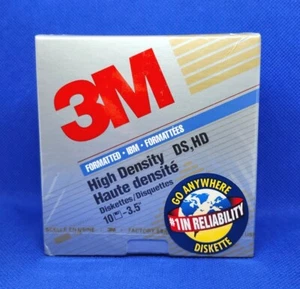 3M
FORMATTED - IBM - FORMATTÉES
High Density DS,HD
Haute densité
Diskettes/Disquettes
10 - 3.5"
GO ANYWHERE
#1 IN RELIABILITY
DISKETTE